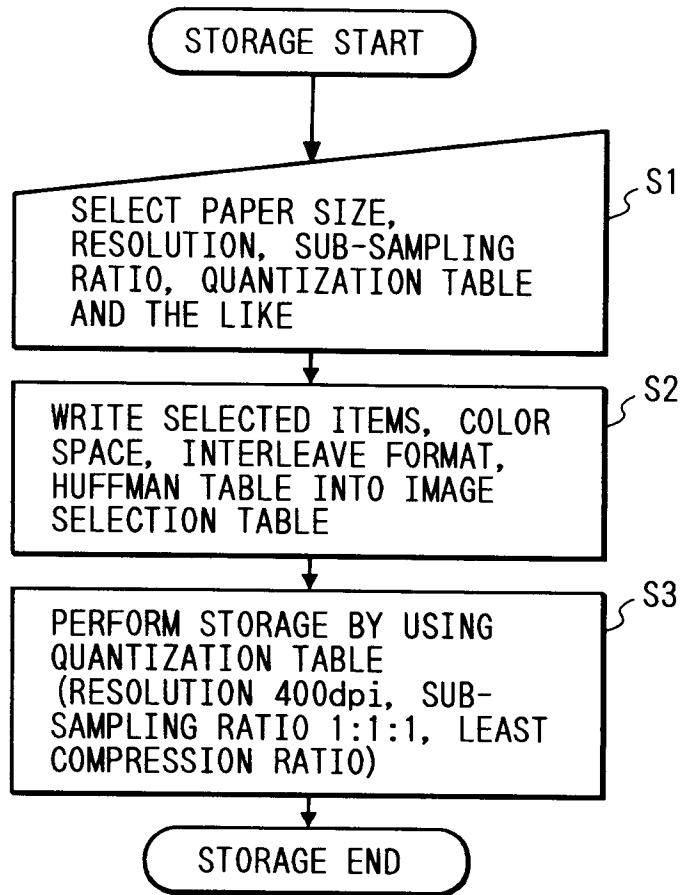 STORAGE START
S1
SELECT PAPER SIZE,
RESOLUTION, SUB-SAMPLING
RATIO, QUANTIZATION TABLE
AND THE LIKE
S2
WRITE SELECTED ITEMS, COLOR
SPACE, INTERLEAVE FORMAT,
HUFFMAN TABLE INTO IMAGE
SELECTION TABLE
S3
PERFORM STORAGE BY USING
QUANTIZATION TABLE
(RESOLUTION 400dpi, SUB-
SAMPLING RATIO 1:1:1, LEAST
COMPRESSION RATIO)
STORAGE END